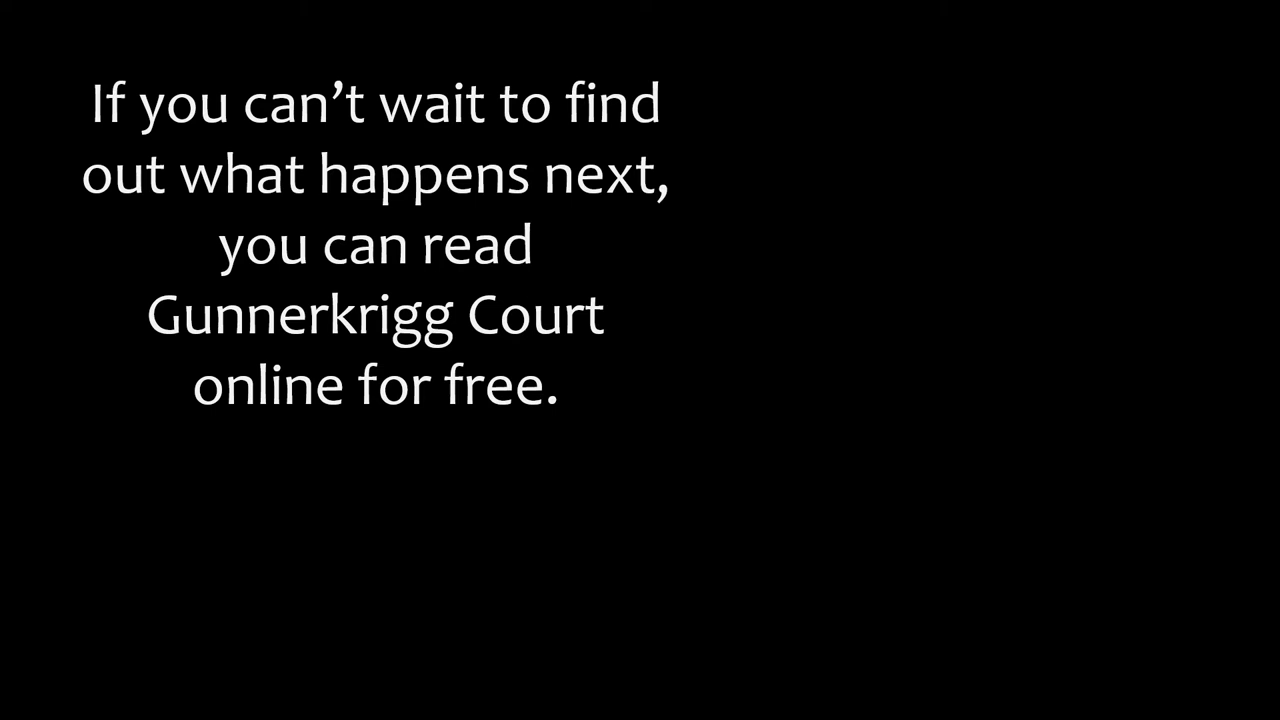 If you can’t wait to find
out what happens next,
you can read
Gunnerkrigg Court
online for free.